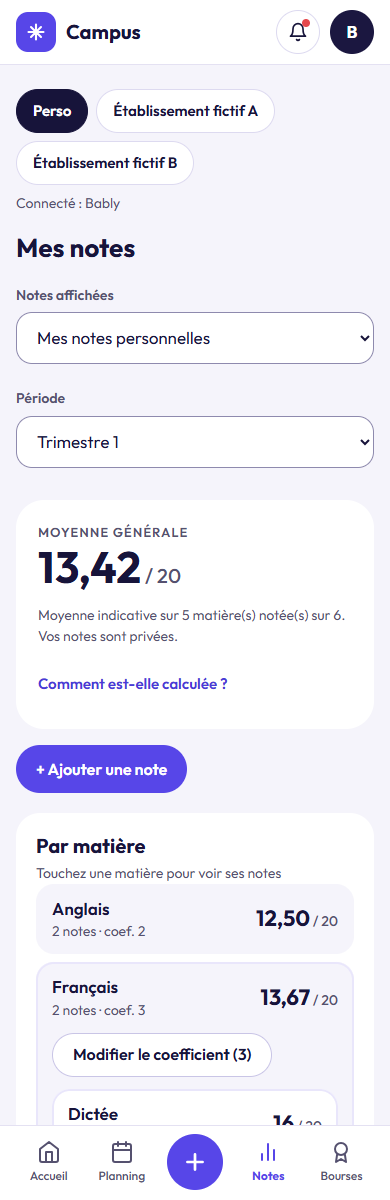 Campus
B
Perso
Établissement fictif A
Établissement fictif B
Connecté : Bably
Mes notes
Notes affichées
Mes notes personnelles
Période
Trimestre 1
MOYENNE GÉNÉRALE
13,42 / 20
Moyenne indicative sur 5 matière(s) notée(s) sur 6.
Vos notes sont privées.
Comment est-elle calculée ?
+ Ajouter une note
Par matière
Touchez une matière pour voir ses notes
Anglais
12,50 / 20
2 notes · coef. 2
Français
13,67 / 20
2 notes · coef. 3
Modifier le coefficient (3)
Dictée
16 / 20
Accueil
Planning
Notes
Bourses